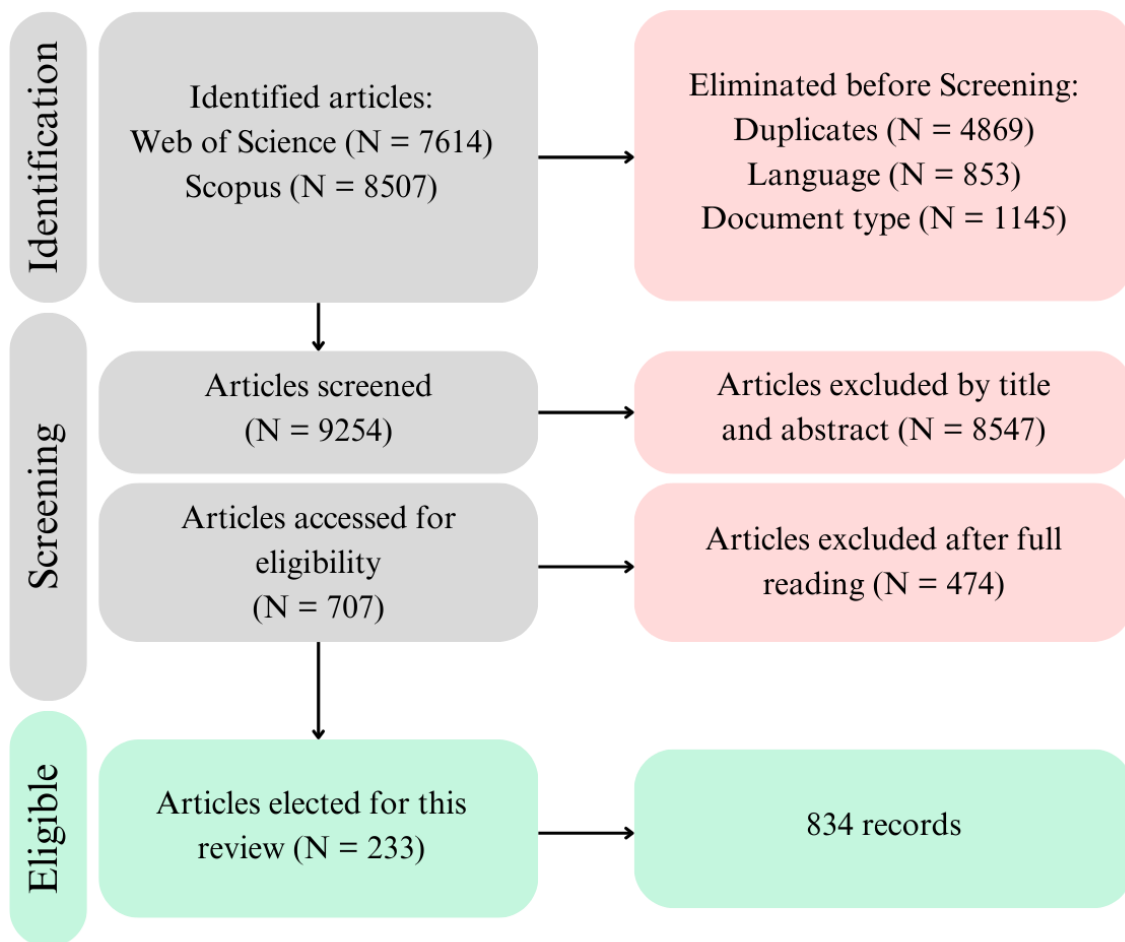 Identification
Identified articles:
Web of Science (N = 7614)
Scopus (N = 8507)
Eliminated before Screening:
Duplicates (N = 4869)
Language (N = 853)
Document type (N = 1145)
Screening
Articles screened
(N = 9254)
Articles excluded by title
and abstract (N = 8547)
Articles accessed for
eligibility
(N = 707)
Articles excluded after full
reading (N = 474)
Eligible
Articles elected for this
review (N = 233)
834 records